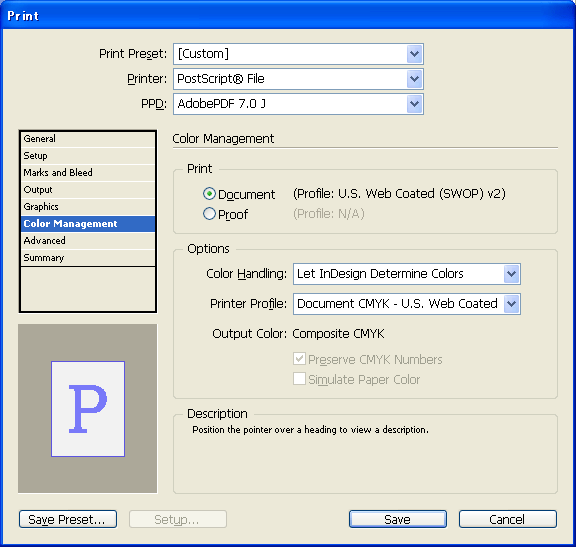 Print
Print Preset: [Custom]
Printer: PostScript® File
PPD: AdobePDF 7.0 J
General
Setup
Marks and Bleed
Output
Graphics
Color Management
Advanced
Summary
P
Color Management
Print
Document (Profile: U.S. Web Coated (SWOP) v2)
Proof (Profile: N/A)
Options
Color Handling: Let InDesign Determine Colors
Printer Profile: Document CMYK - U.S. Web Coated
Output Color: Composite CMYK
Preserve CMYK Numbers
Simulate Paper Color
Description
Position the pointer over a heading to view a description.
Save Preset... Setup... Save Cancel